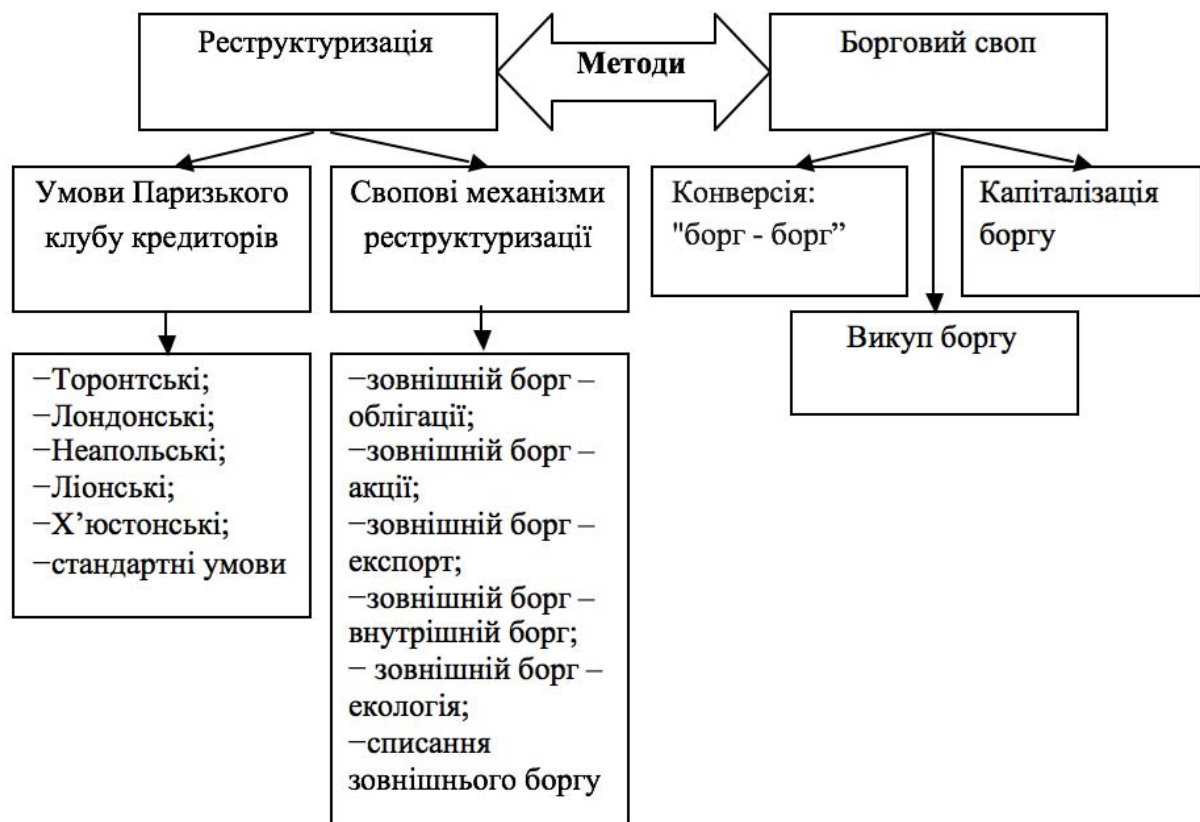 Реструктуризація
Методи
Борговий своп
Умови Паризького
клубу кредиторів
Свопові механізми
реструктуризації
Конверсія:
"борг - борг”
Капіталізація
боргу
Викуп боргу
−Торонтські;
−Лондонські;
−Неапольські;
−Ліонські;
−Х’юстонські;
−стандартні умови
−зовнішній борг –
облігації;
−зовнішній борг –
акції;
−зовнішній борг –
експорт;
−зовнішній борг –
внутрішній борг;
− зовнішній борг –
екологія;
−списання
зовнішнього боргу